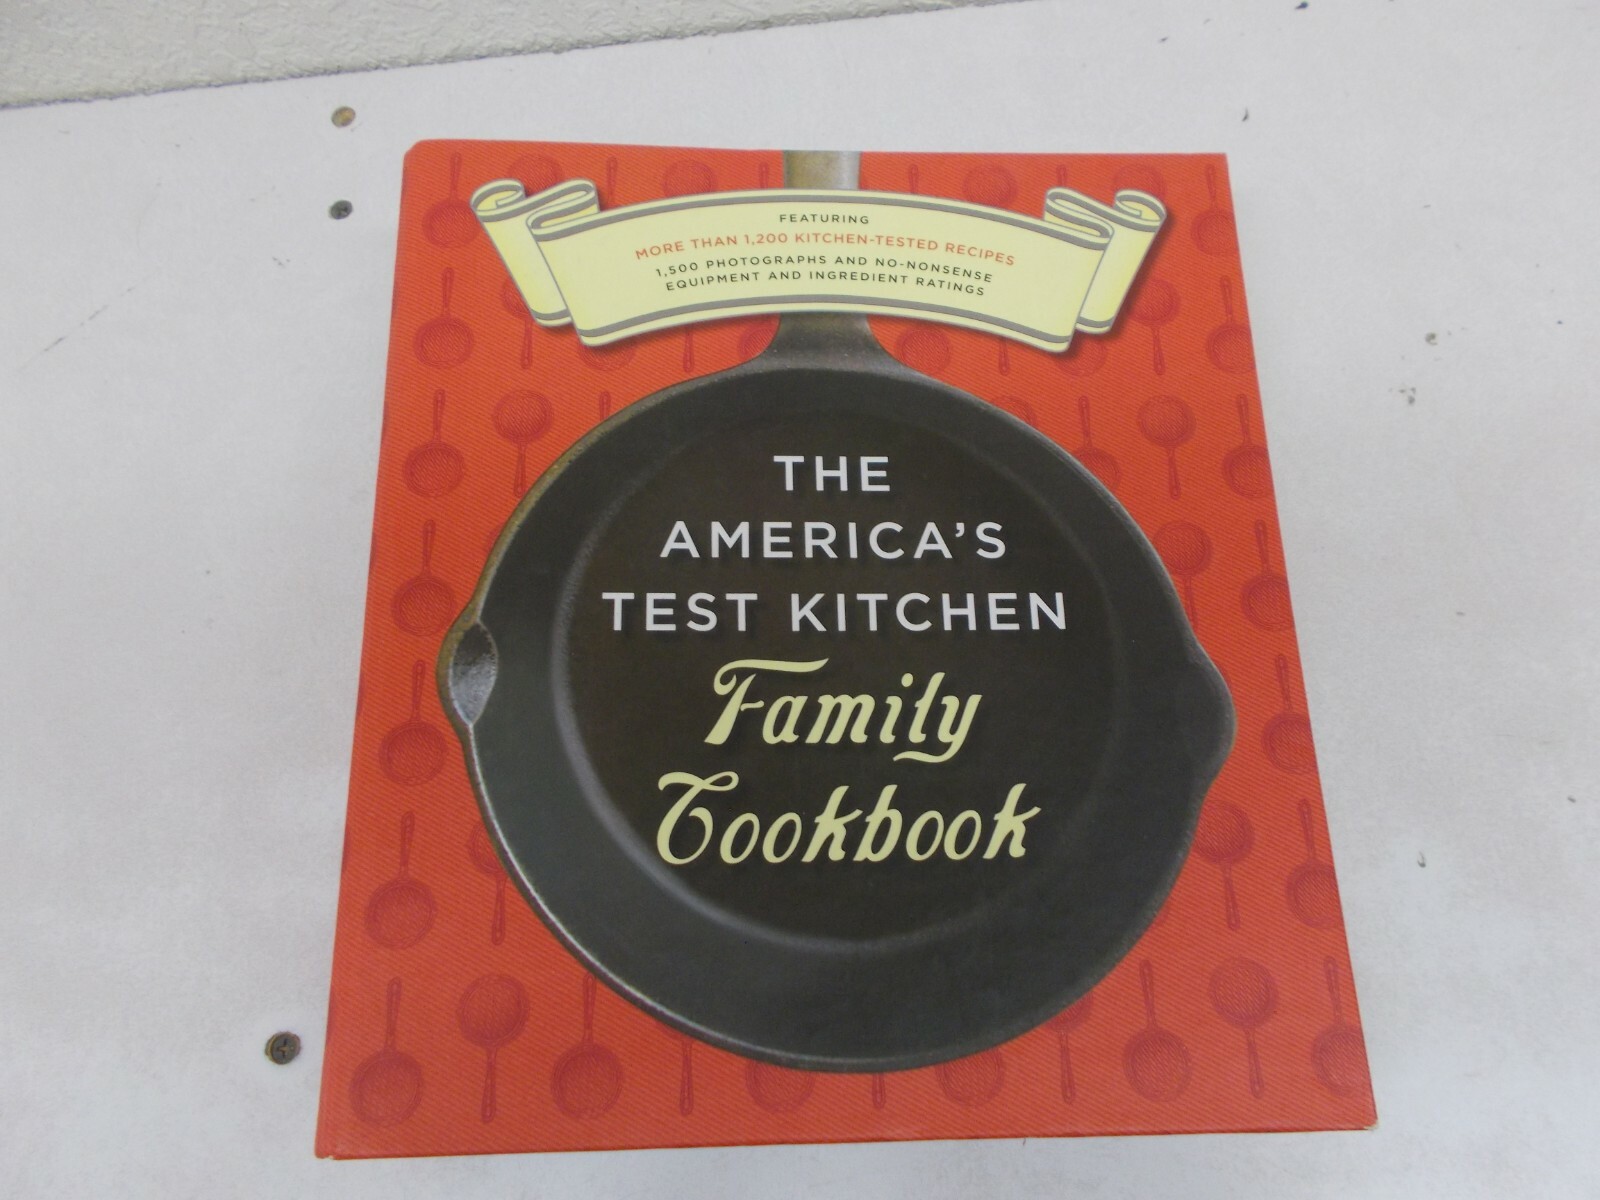 FEATURING
MORE THAN 1,200 KITCHEN-TESTED RECIPES
1,500 PHOTOGRAPHS AND NO-NONSENSE
EQUIPMENT AND INGREDIENT RATINGS
THE
AMERICA'S
TEST KITCHEN
Family
Cookbook